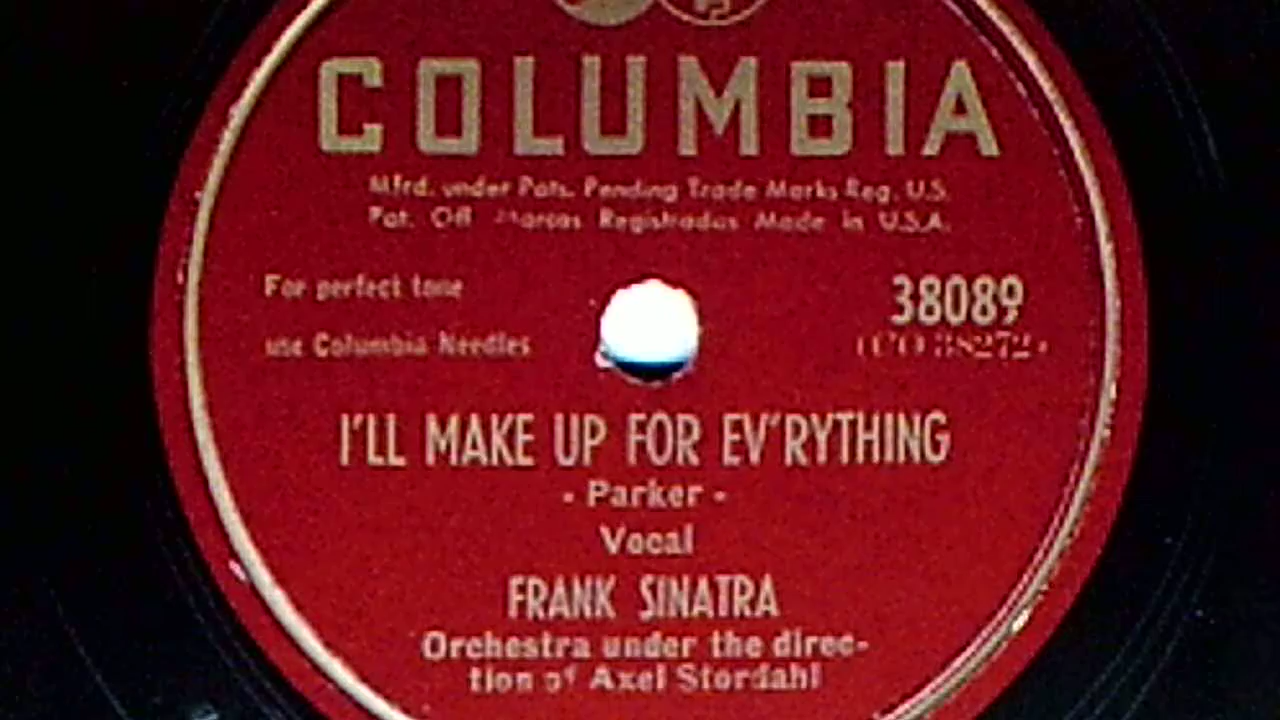 COLUMBIA
Mfrd. under Pats. Pending Trade Marks Reg. U.S.
Pat. Off Marcas Registradas Made in U.S.A.
For perfect tone
use Columbia Needles
38089
(CO 38272)
I'LL MAKE UP FOR EV'RYTHING
- Parker -
Vocal
FRANK SINATRA
Orchestra under the direc-
tion of Axel Stordahl